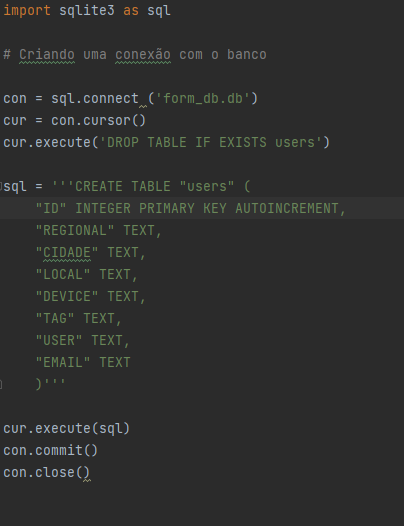 import sqlite3 as sql
# Criando uma conexão com o banco
con = sql.connect ('form_db.db')
cur = con.cursor()
cur.execute('DROP TABLE IF EXISTS users')
sql = '''CREATE TABLE "users" (
    "ID" INTEGER PRIMARY KEY AUTOINCREMENT,
    "REGIONAL" TEXT,
    "CIDADE" TEXT,
    "LOCAL" TEXT,
    "DEVICE" TEXT,
    "TAG" TEXT,
    "USER" TEXT,
    "EMAIL" TEXT
    )'''
cur.execute(sql)
con.commit()
con.close()